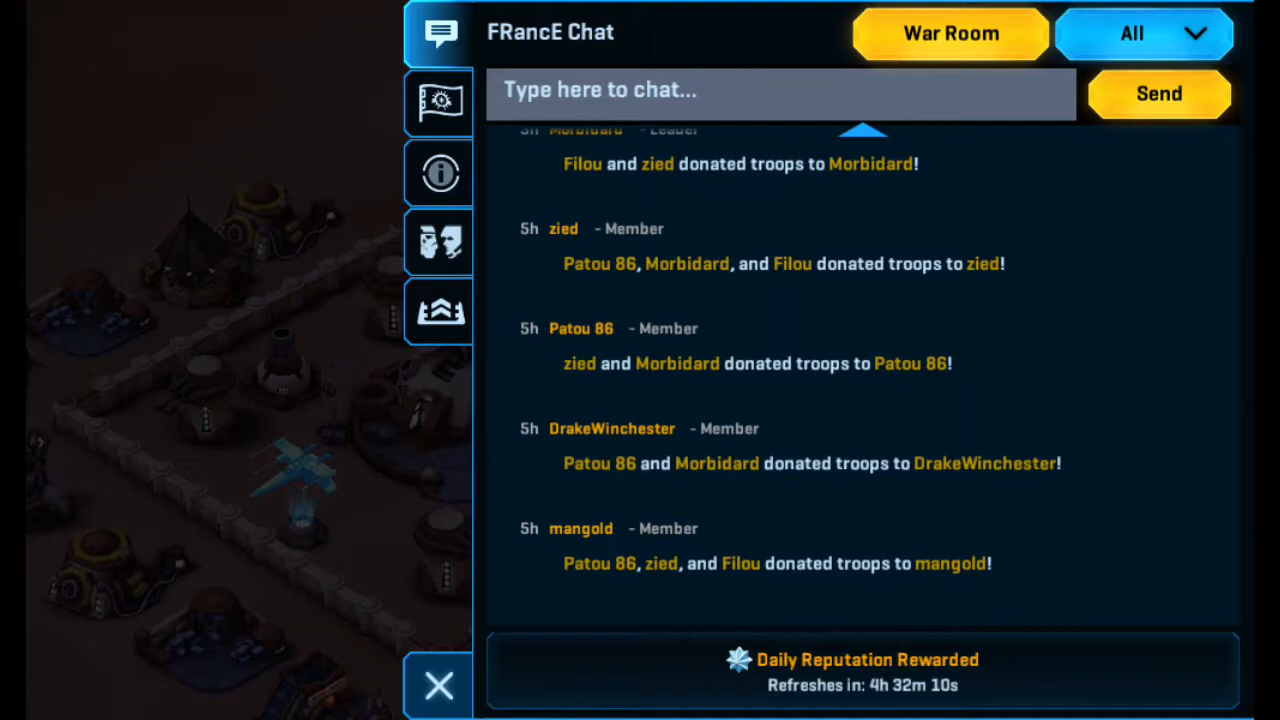 FRancE Chat
War Room
All
Type here to chat...
Send
Morbidard - Leader
Filou and zied donated troops to Morbidard!
5h zied - Member
Patou 86, Morbidard, and Filou donated troops to zied!
5h Patou 86 - Member
zied and Morbidard donated troops to Patou 86!
5h DrakeWinchester - Member
Patou 86 and Morbidard donated troops to DrakeWinchester!
5h mangold - Member
Patou 86, zied, and Filou donated troops to mangold!
Daily Reputation Rewarded
Refreshes in: 4h 32m 10s